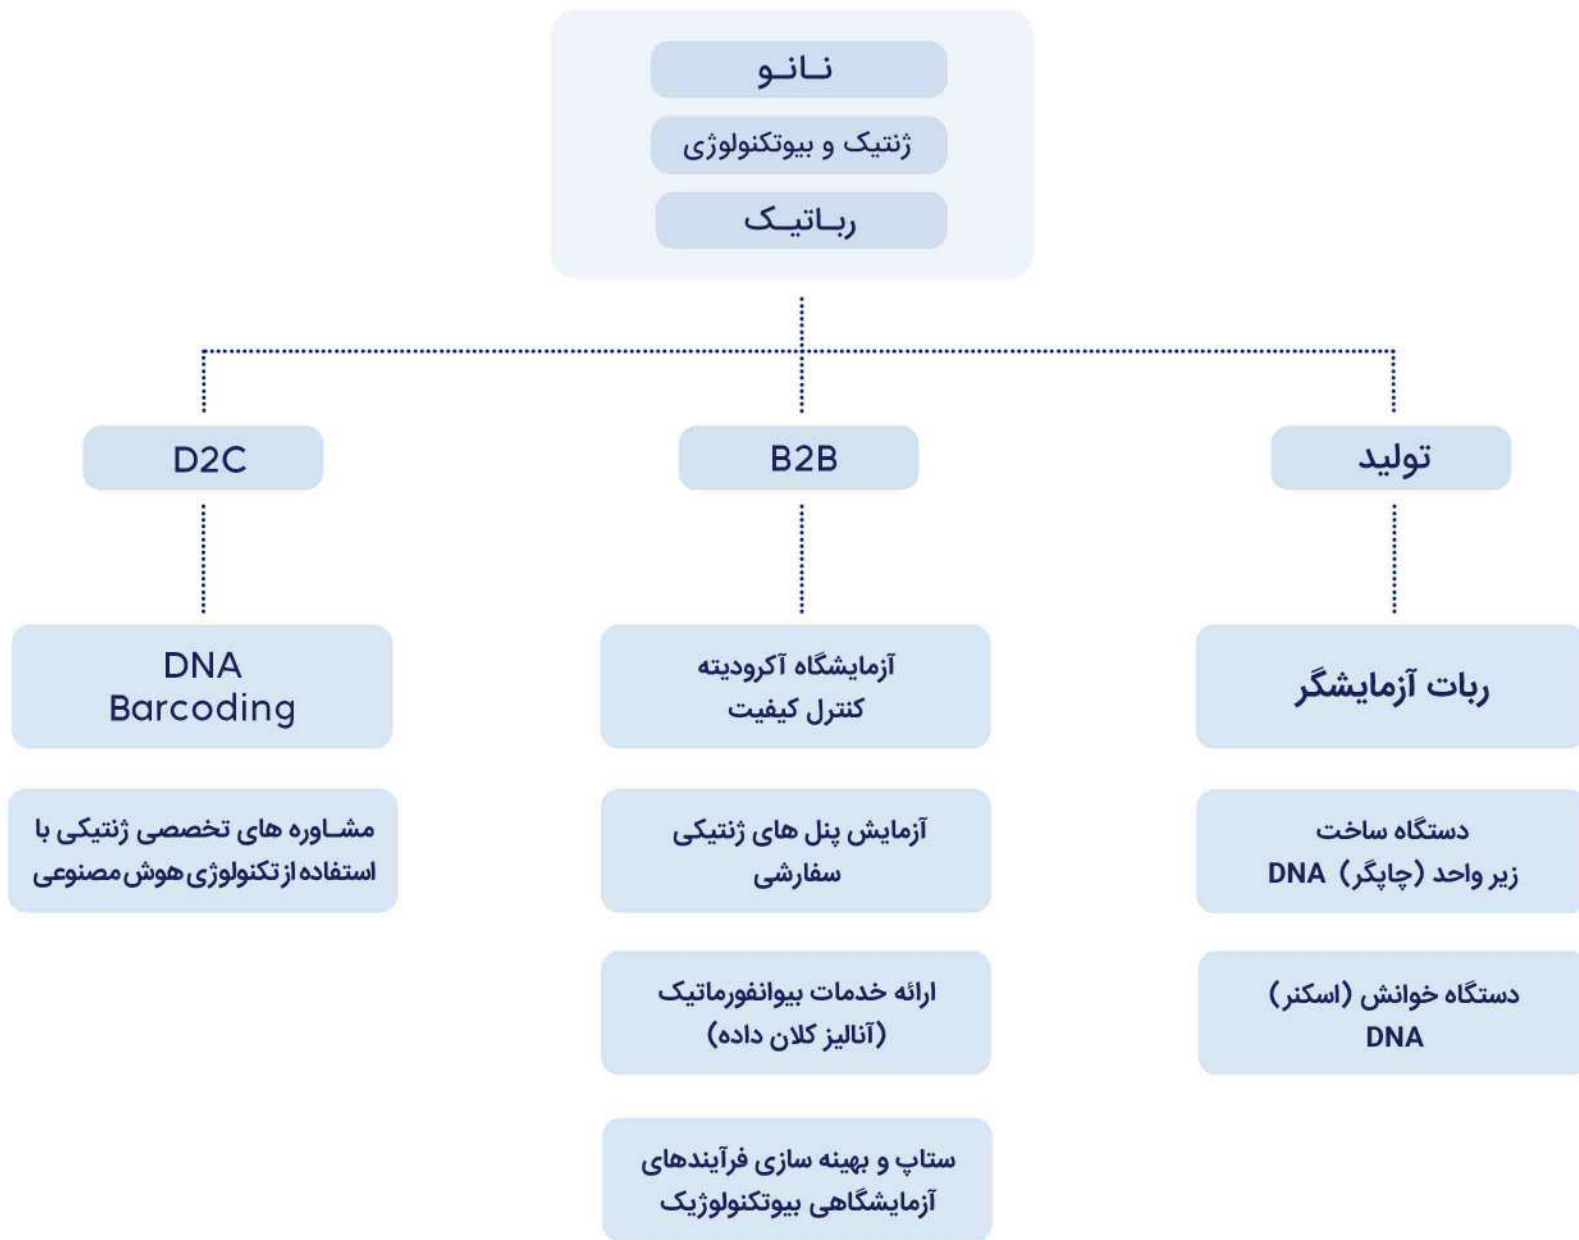 نـانـو
ژنتیک و بیوتکنولوژی
ربـاتیـک
تولید
B2B
D2C
ربات آزمایشگر
دستگاه ساخت
زیر واحد (چاپگر) DNA
دستگاه خوانش (اسکنر)
DNA
آزمایشگاه آکرودیته
کنترل کیفیت
آزمایش پنل های ژنتیکی
سفارشی
ارائه خدمات بیوانفورماتیک
(آنالیز کلان داده)
ستاپ و بهینه سازی فرآیندهای
آزمایشگاهی بیوتکنولوژیک
DNA
Barcoding
مشـاوره های تخصصی ژنتیکی با
استفاده از تکنولوژی هوش مصنوعی